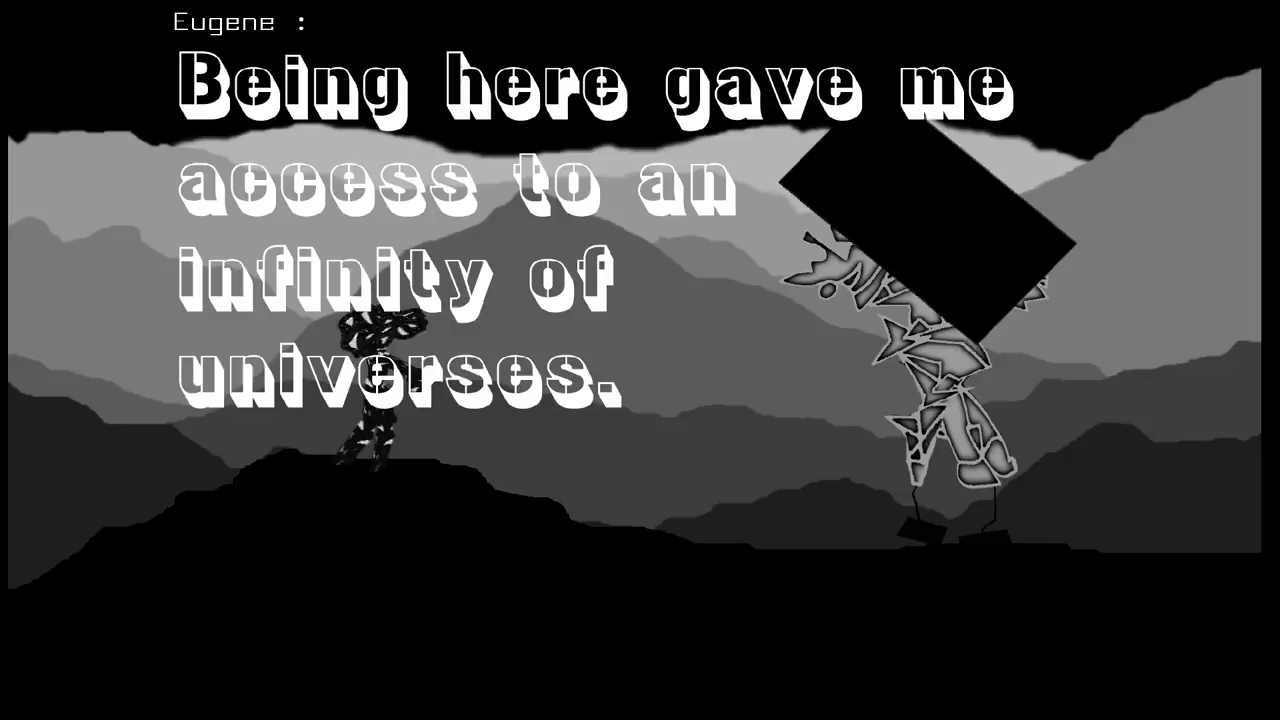 Eugene :
Being here gave me
access to an
infinity of
universes.